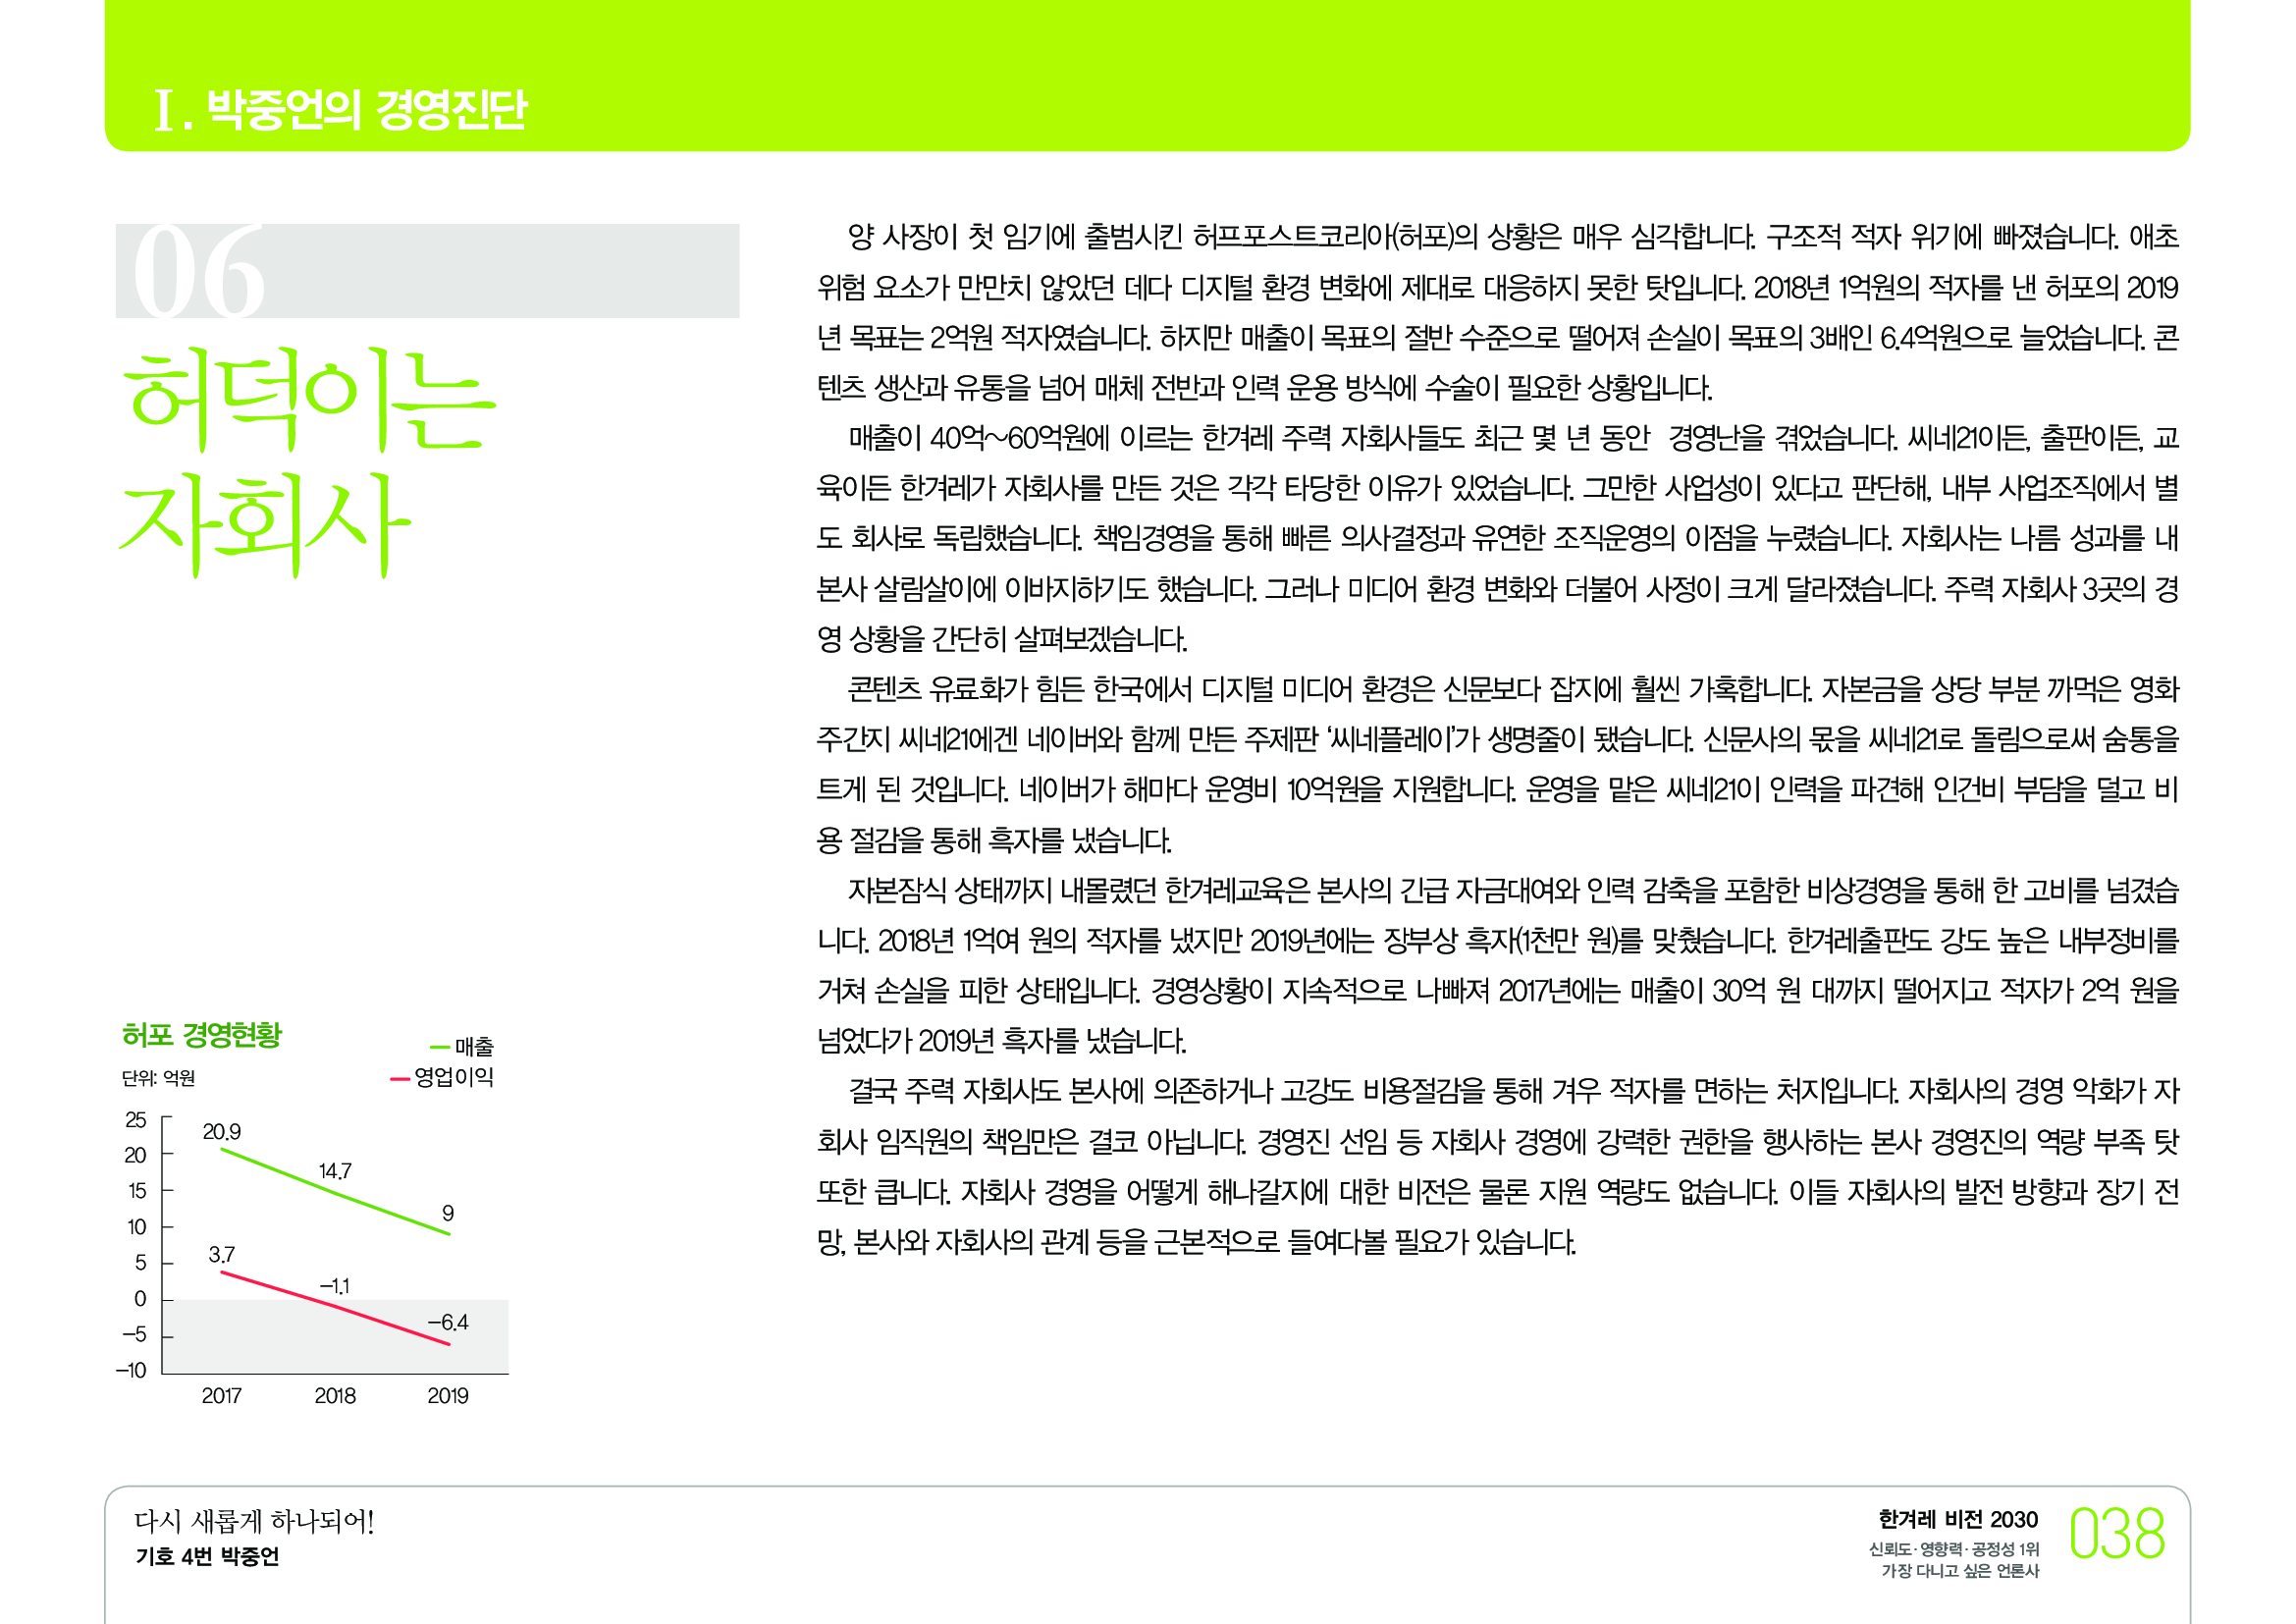 I. 박중언의 경영진단
06
허덕이는
자회사
양 사장이 첫 임기에 출범시킨 허프포스트코리아(허포)의 상황은 매우 심각합니다. 구조적 적자 위기에 빠졌습니다. 애초
위험 요소가 만만치 않았던 데다 디지털 환경 변화에 제대로 대응하지 못한 탓입니다. 2018년 1억원의 적자를 낸 허포의 2019
년 목표는 2억원 적자였습니다. 하지만 매출이 목표의 절반 수준으로 떨어져 손실이 목표의 3배인 6.4억원으로 늘었습니다. 콘
텐츠 생산과 유통을 넘어 매체 전반과 인력 운용 방식에 수술이 필요한 상황입니다.
매출이 40억~60억원에 이르는 한겨레 주력 자회사들도 최근 몇 년 동안 경영난을 겪었습니다. 씨네21이든, 출판이든, 교
육이든 한겨레가 자회사를 만든 것은 각각 타당한 이유가 있었습니다. 그만한 사업성이 있다고 판단해, 내부 사업조직에서 별
도 회사로 독립했습니다. 책임경영을 통해 빠른 의사결정과 유연한 조직운영의 이점을 누렸습니다. 자회사는 나름 성과를 내
본사 살림살이에 이바지하기도 했습니다. 그러나 미디어 환경 변화와 더불어 사정이 크게 달라졌습니다. 주력 자회사 3곳의 경
영 상황을 간단히 살펴보겠습니다.
콘텐츠 유료화가 힘든 한국에서 디지털 미디어 환경은 신문보다 잡지에 훨씬 가혹합니다. 자본금을 상당 부분 까먹은 영화
주간지 씨네21에겐 네이버와 함께 만든 주제판 ‘씨네플레이’가 생명줄이 됐습니다. 신문사의 몫을 씨네21로 돌림으로써 숨통을
트게 된 것입니다. 네이버가 해마다 운영비 10억원을 지원합니다. 운영을 맡은 씨네21이 인력을 파견해 인건비 부담을 덜고 비
용 절감을 통해 흑자를 냈습니다.
자본잠식 상태까지 내몰렸던 한겨레교육은 본사의 긴급 자금대여와 인력 감축을 포함한 비상경영을 통해 한 고비를 넘겼습
니다. 2018년 1억여 원의 적자를 냈지만 2019년에는 장부상 흑자(1천만 원)를 맞췄습니다. 한겨레출판도 강도 높은 내부정비를
거쳐 손실을 피한 상태입니다. 경영상황이 지속적으로 나빠져 2017년에는 매출이 30억 원 대까지 떨어지고 적자가 2억 원을
넘었다가 2019년 흑자를 냈습니다.
결국 주력 자회사도 본사에 의존하거나 고강도 비용절감을 통해 겨우 적자를 면하는 처지입니다. 자회사의 경영 악화가 자
회사 임직원의 책임만은 결코 아닙니다. 경영진 선임 등 자회사 경영에 강력한 권한을 행사하는 본사 경영진의 역량 부족 탓
또한 큽니다. 자회사 경영을 어떻게 해나갈지에 대한 비전은 물론 지원 역량도 없습니다. 이들 자회사의 발전 방향과 장기 전
망, 본사와 자회사의 관계 등을 근본적으로 들여다볼 필요가 있습니다.
허포 경영현황
단위: 억원
매출
영업이익
25
20
15
10
5
0
-5
-10
20.9
14.7
9
3.7
-1.1
-6.4
2017 2018 2019
다시 새롭게 하나되어!
기호 4번 박중언
한겨레 비전 2030
신뢰도·영향력·공정성 1위
가장 다니고 싶은 언론사
038